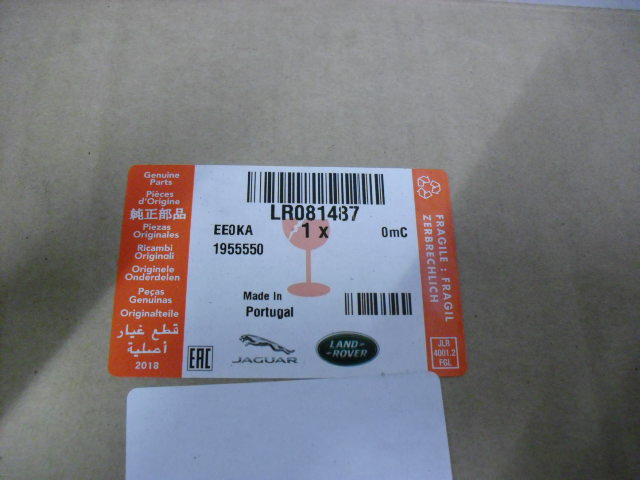 Genuine
Parts
Pièces
d'Origine
純正部品
Piezas
Originales
Ricambi
Originali
Originele
Onderdelen
Peças
Genuinas
Originalteile
قطع غيار
أصلية
2018
LR081487
1 x
EE0KA
0mC
1955550
Made In
Portugal
EAC
JAGUAR
LAND-
ROVER
FRAGILE : FRAGIL
ZERBRECHLICH
JLR
4001.2
FGL